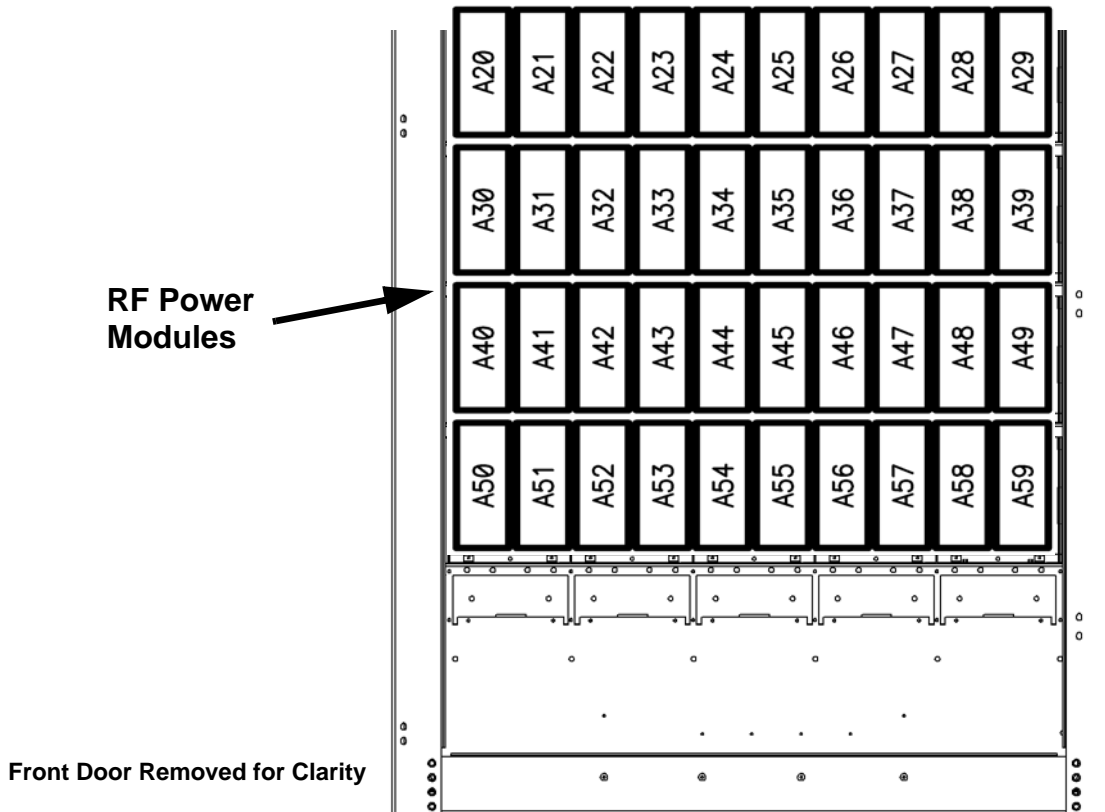 A20 A21 A22 A23 A24 A25 A26 A27 A28 A29
A30 A31 A32 A33 A34 A35 A36 A37 A38 A39
RF Power
Modules
A40 A41 A42 A43 A44 A45 A46 A47 A48 A49
A50 A51 A52 A53 A54 A55 A56 A57 A58 A59
Front Door Removed for Clarity